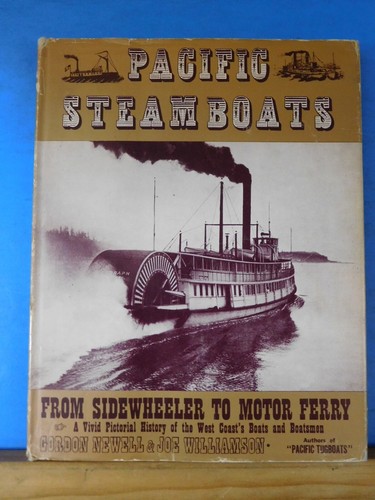 PACIFIC
STEAMBOATS
FROM SIDEWHEELER TO MOTOR FERRY
A Vivid Pictorial History of the West Coast's Boats and Boatmen
GORDON NEWELL & JOE WILLIAMSON •
Authors of
"PACIFIC TUGBOATS"